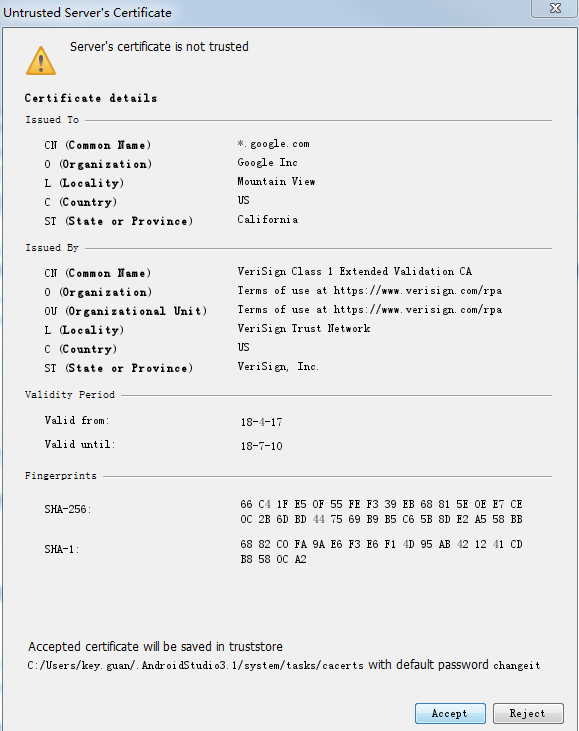 Untrusted Server's Certificate
Server's certificate is not trusted
Certificate details
Issued To
CN (Common Name) *.google.com
O (Organization) Google Inc
L (Locality) Mountain View
C (Country) US
ST (State or Province) California
Issued By
CN (Common Name) VeriSign Class 1 Extended Validation CA
O (Organization) Terms of use at https://www.verisign.com/rpa
OU (Organizational Unit) Terms of use at https://www.verisign.com/rpa
L (Locality) VeriSign Trust Network
C (Country) US
ST (State or Province) VeriSign, Inc.
Validity Period
Valid from: 18-4-17
Valid until: 18-7-10
Fingerprints
SHA-256: 66 C4 1F E5 0F 55 FE F3 39 EB 68 81 5E 0E E7 CE
0C 2B 6D BD 44 75 69 B9 B5 C6 5B 8D E2 A5 58 BB
SHA-1: 68 82 C0 FA 9A E6 F3 E6 F1 4D 95 AB 42 12 41 CD
B8 58 0C A2
Accepted certificate will be saved in truststore
C:/Users/key.guan/.AndroidStudio3.1/system/tasks/cacerts with default password changeit
Accept Reject